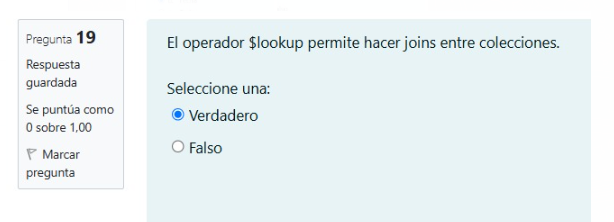 Pregunta 19
Respuesta
guardada
Se puntúa como
0 sobre 1,00
Marcar
pregunta
El operador $lookup permite hacer joins entre colecciones.
Seleccione una:
Verdadero
Falso